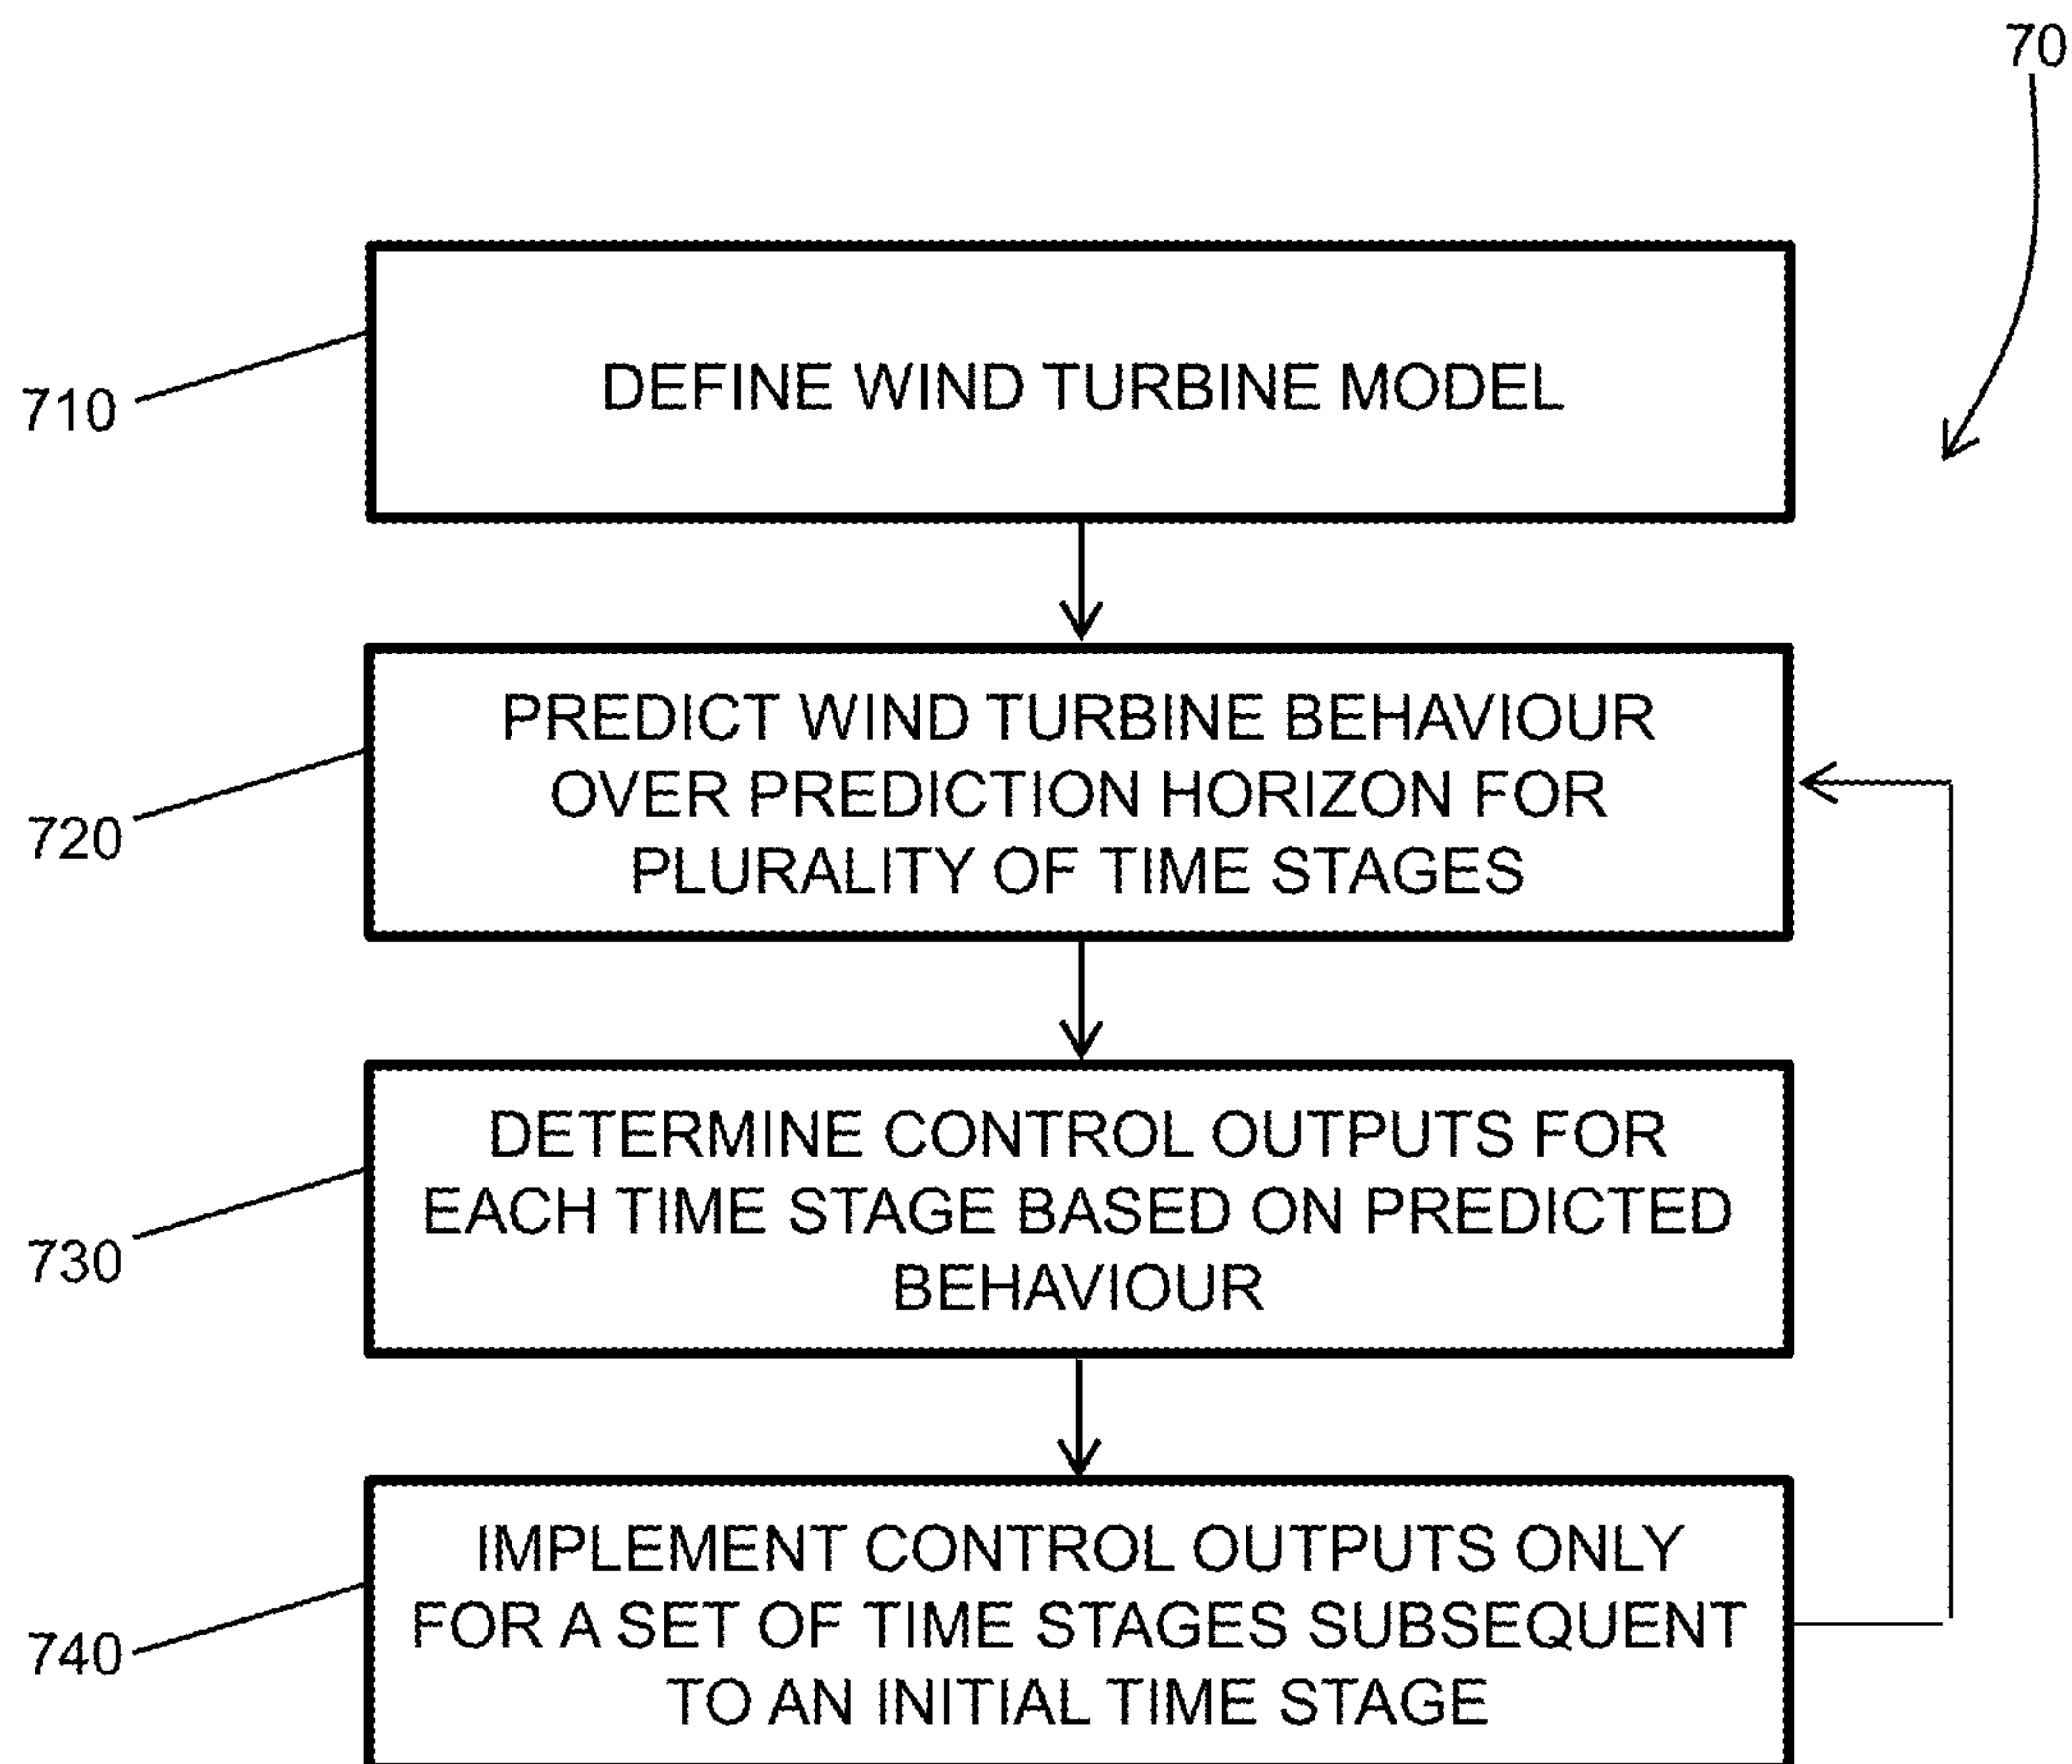 70
710
DEFINE WIND TURBINE MODEL
720
PREDICT WIND TURBINE BEHAVIOUR
OVER PREDICTION HORIZON FOR
PLURALITY OF TIME STAGES
730
DETERMINE CONTROL OUTPUTS FOR
EACH TIME STAGE BASED ON PREDICTED
BEHAVIOUR
740
IMPLEMENT CONTROL OUTPUTS ONLY
FOR A SET OF TIME STAGES SUBSEQUENT
TO AN INITIAL TIME STAGE